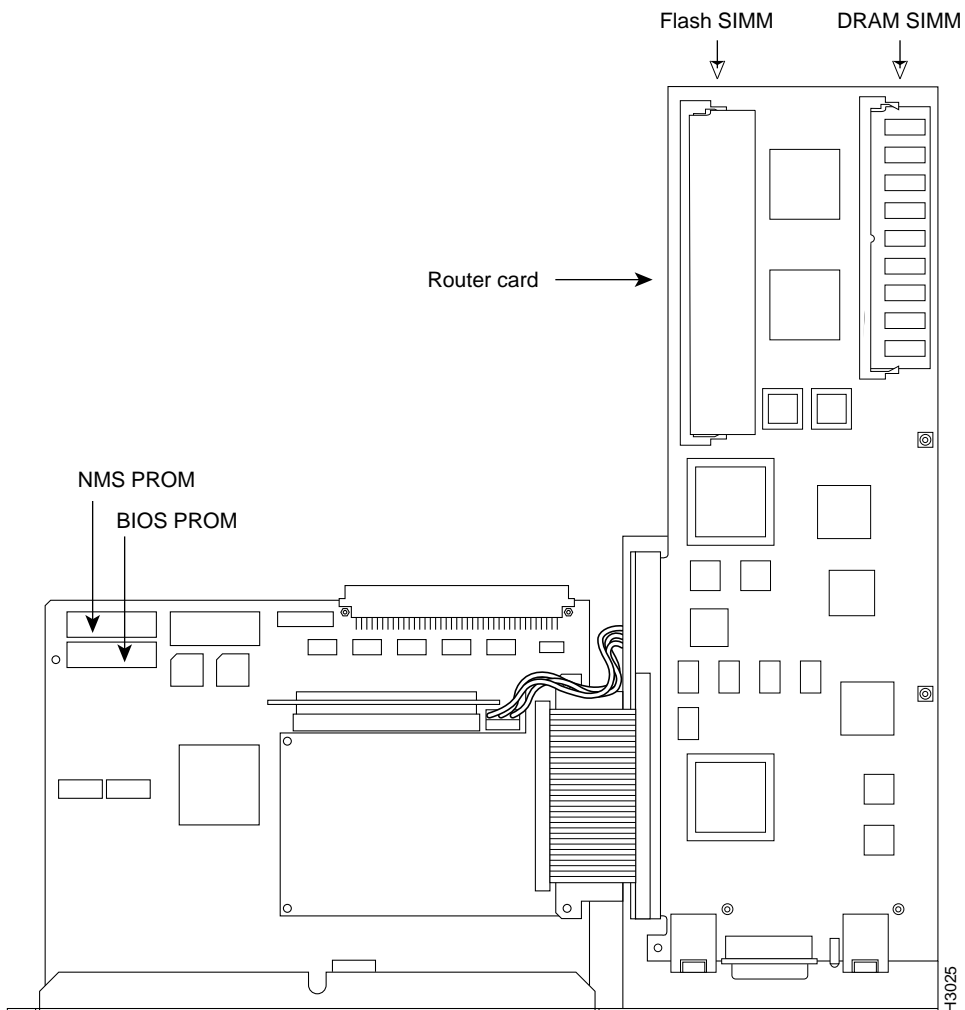 Flash SIMM
DRAM SIMM
Router card
NMS PROM
BIOS PROM
H3025